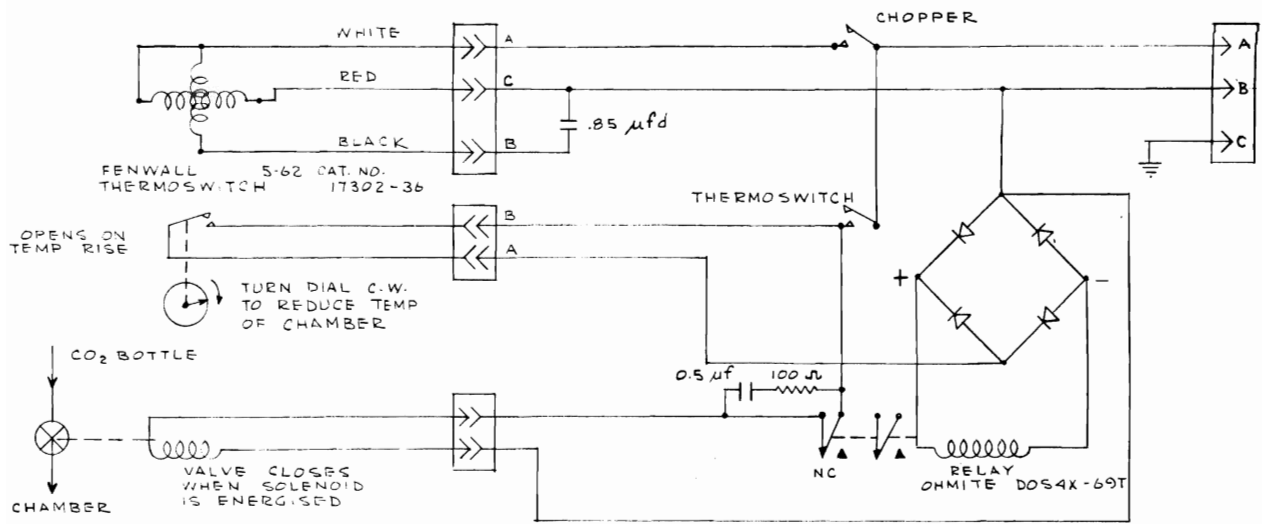 CHOPPER
WHITE
A
A
RED
C
B
.85 µfd
BLACK
B
C
FENWALL 5-62 CAT. NO.
THERMOSWITCH 17302-36
THERMOSWITCH
B
OPENS ON
TEMP RISE
A
+
-
TURN DIAL C.W.
TO REDUCE TEMP
OF CHAMBER
CO2 BOTTLE
0.5 µf
100 Ω
VALVE CLOSES
WHEN SOLENOID
IS ENERGISED
NC
RELAY
OHMITE DOS4X-69T
CHAMBER